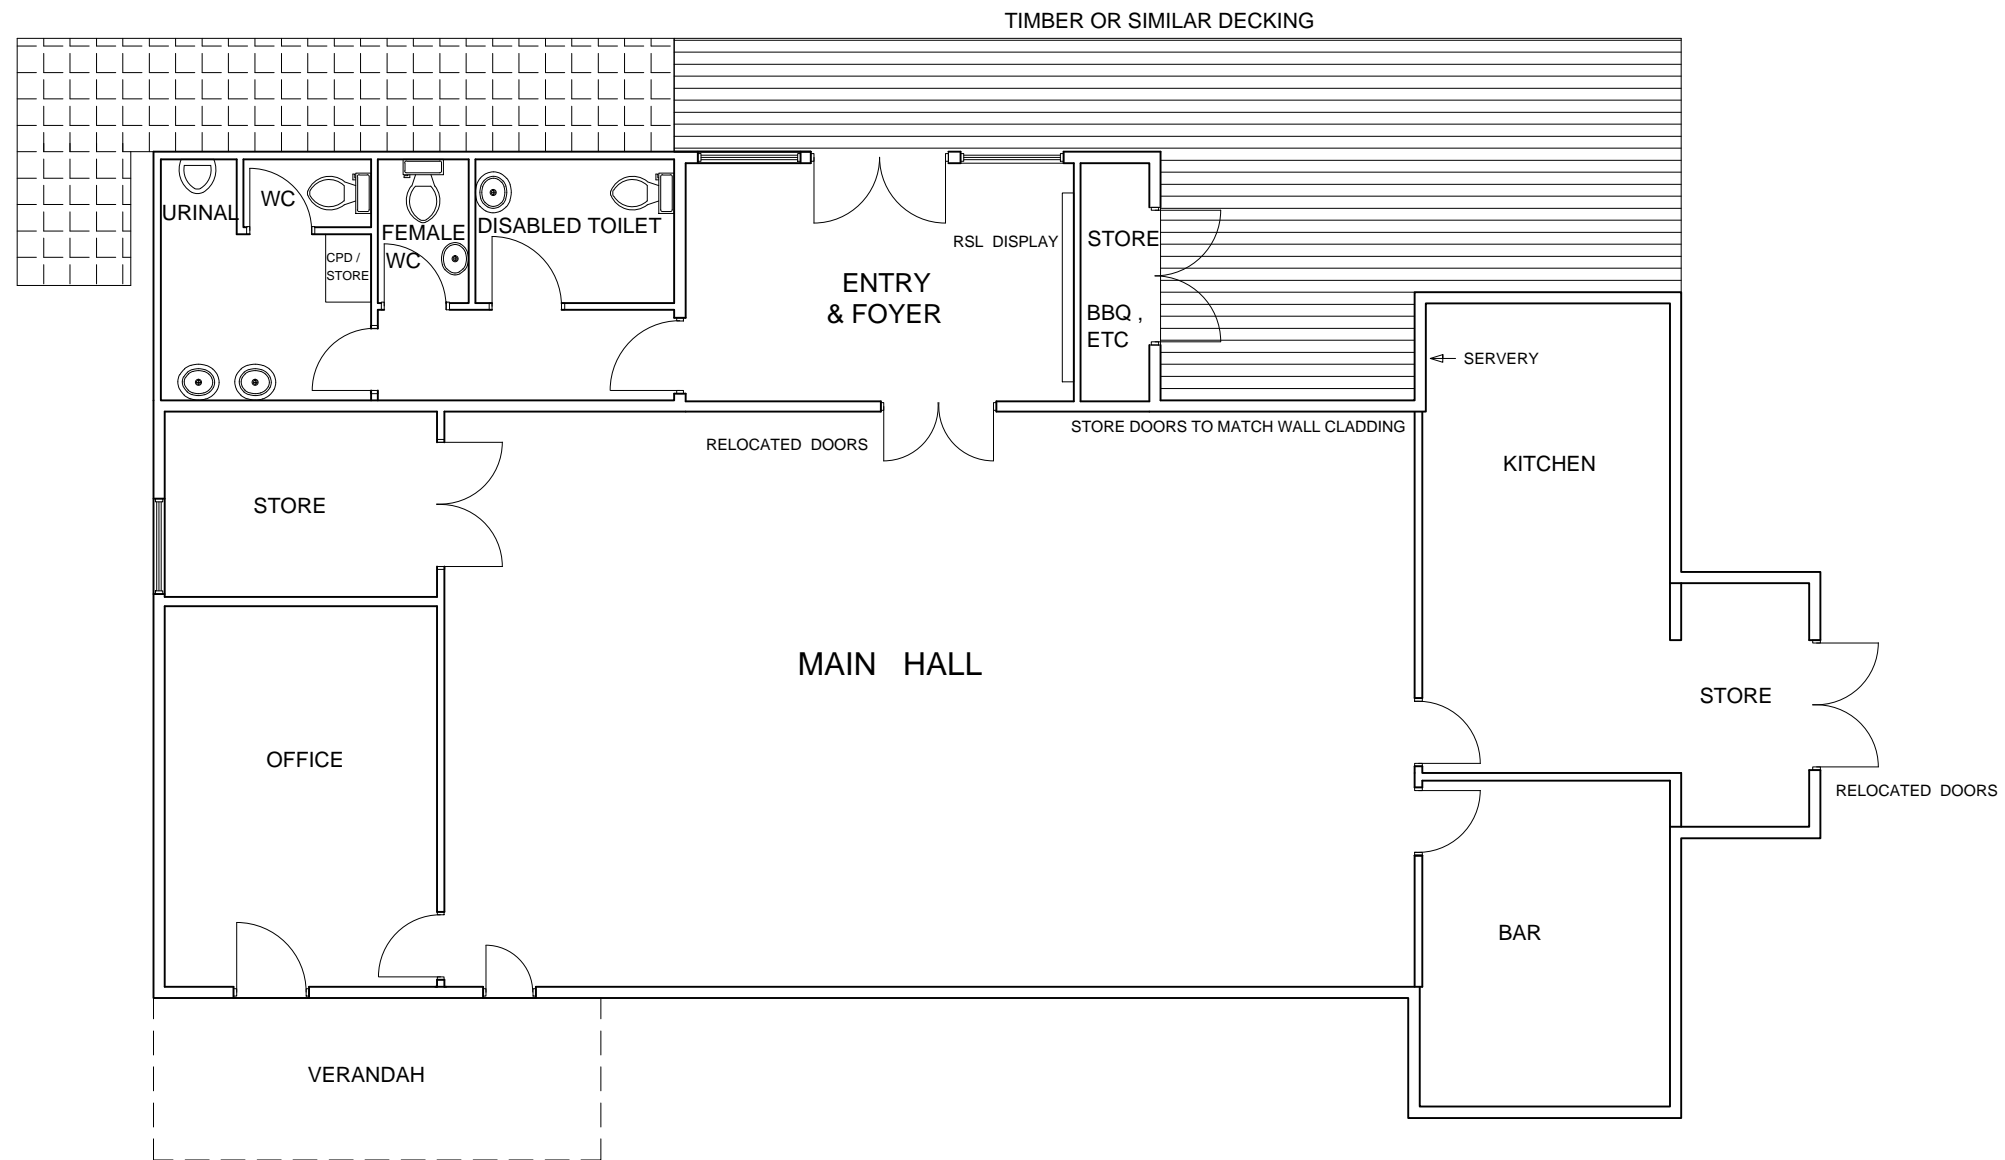 TIMBER OR SIMILAR DECKING
URINAL
WC
CPD /
STORE
FEMALE
WC
DISABLED TOILET
ENTRY
& FOYER
RSL DISPLAY
STORE
BBQ ,
ETC
SERVERY
RELOCATED DOORS
STORE DOORS TO MATCH WALL CLADDING
KITCHEN
STORE
MAIN HALL
STORE
RELOCATED DOORS
OFFICE
BAR
VERANDAH